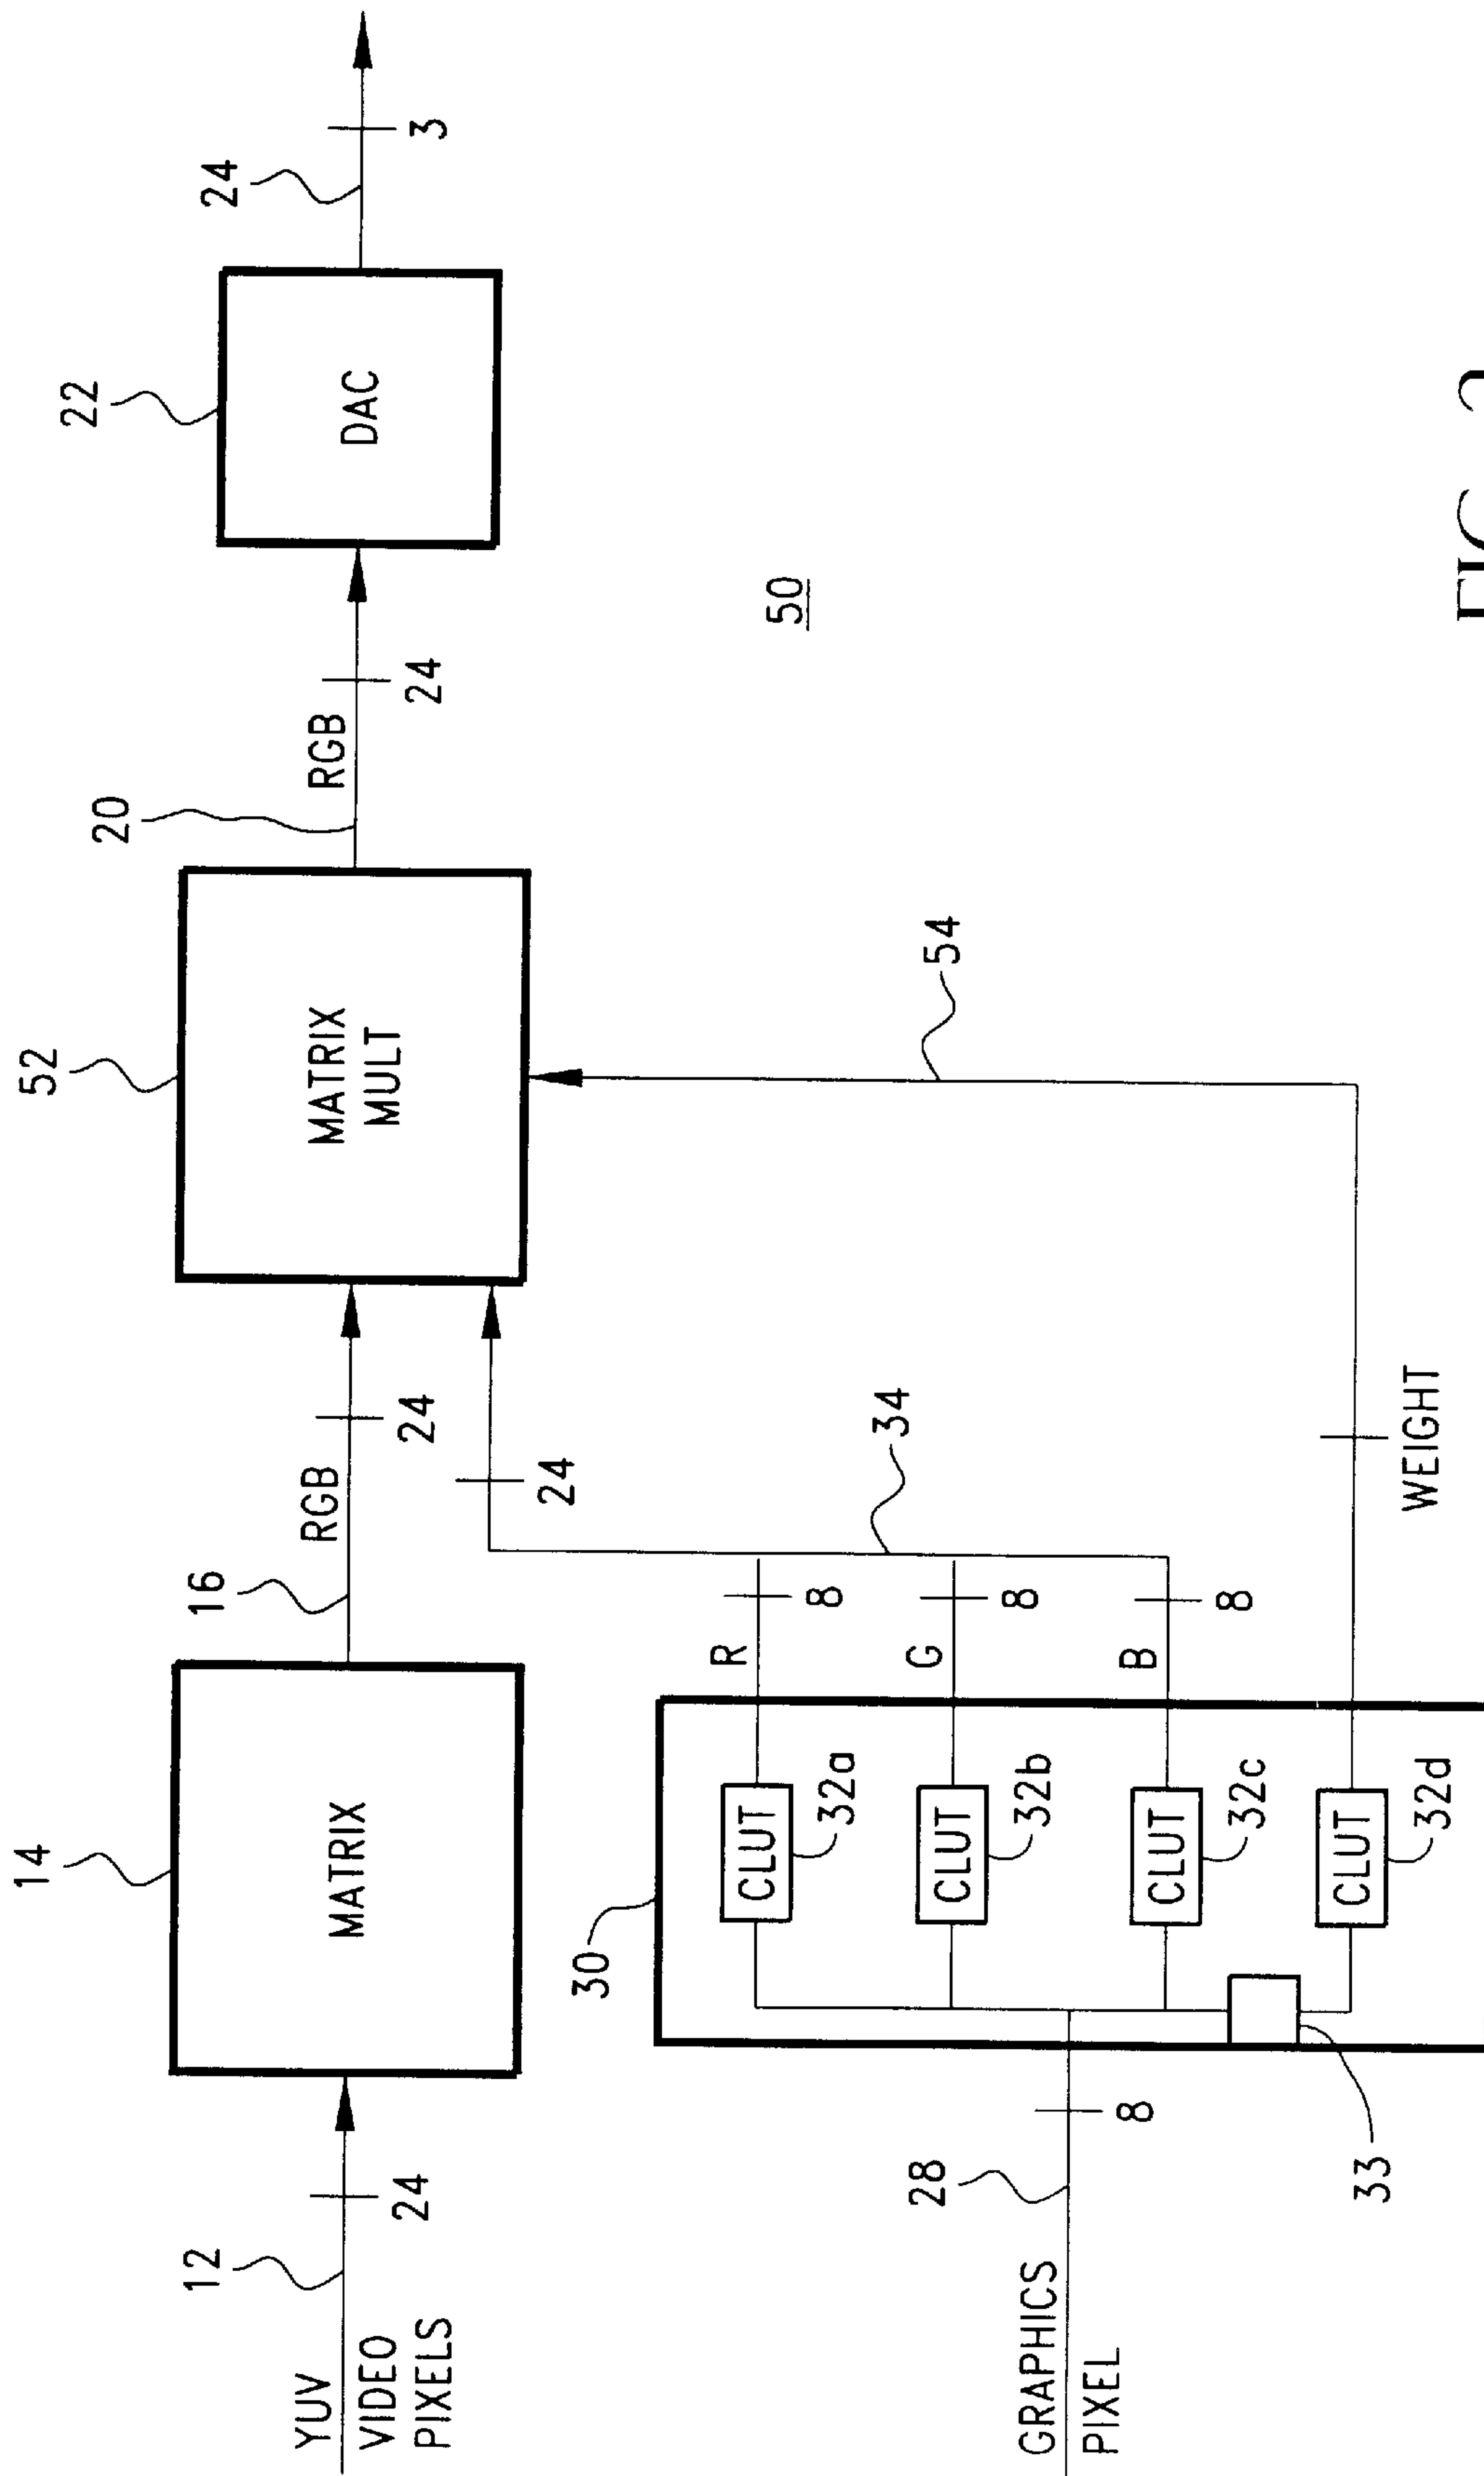 YUV
VIDEO
PIXELS
12
24
14
MATRIX
16
RGB
24
52
MATRIX
MULT
20
RGB
24
22
DAC
24
3
50
GRAPHICS
PIXEL
28
8
30
CLUT
32a
CLUT
32b
CLUT
32c
CLUT
32d
33
R
8
G
8
B
8
34
24
WEIGHT
54